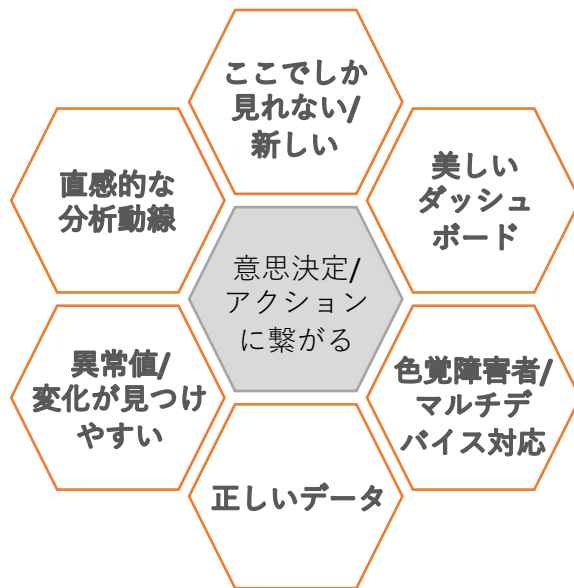 ここでしか
見れない/
新しい
直感的な
分析動線
美しい
ダッシュ
ボード
意思決定/
アクション
に繋がる
異常値/
変化が見つけ
やすい
色覚障害者/
マルチデ
バイス対応
正しいデータ